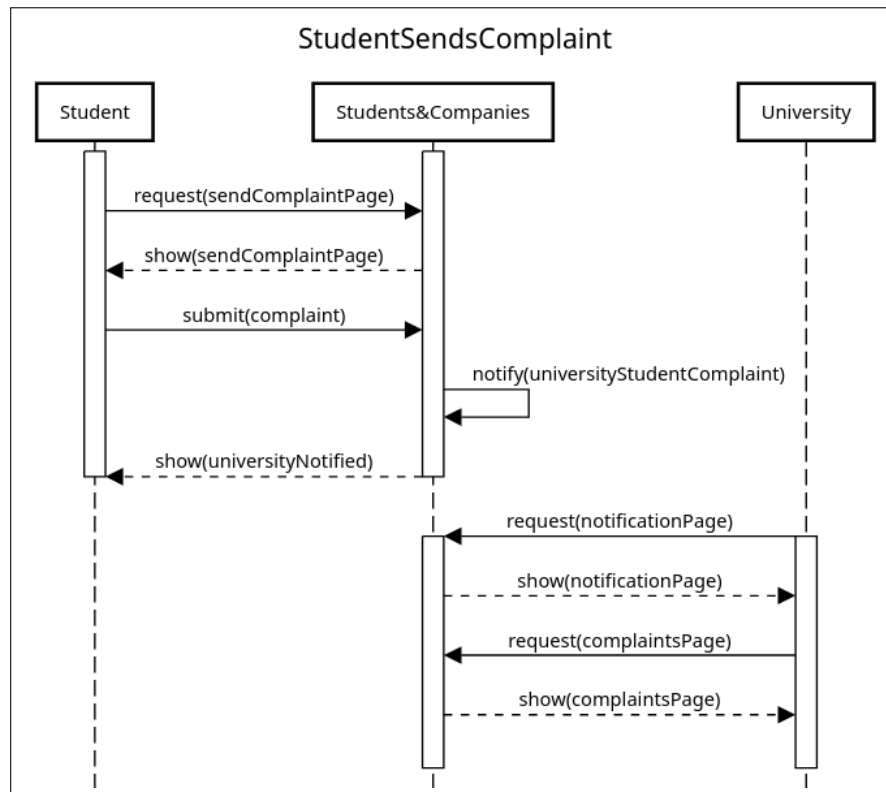 StudentSendsComplaint
Student
Students&Companies
University
request(sendComplaintPage)
show(sendComplaintPage)
submit(complaint)
notify(universityStudentComplaint)
show(universityNotified)
request(notificationPage)
show(notificationPage)
request(complaintsPage)
show(complaintsPage)